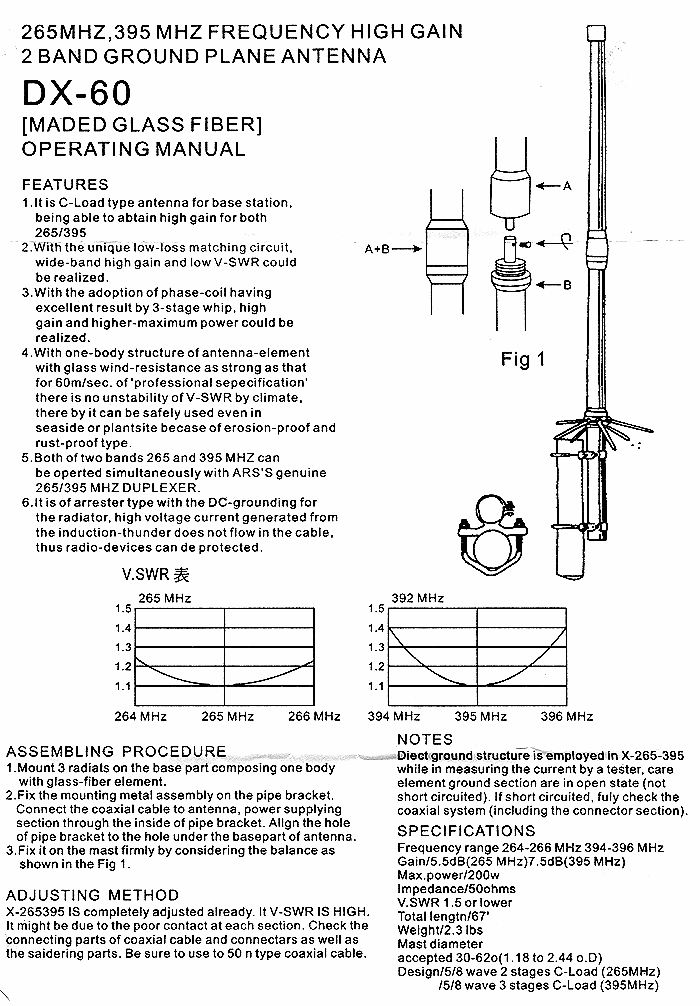 265MHZ,395 MHZ FREQUENCY HIGH GAIN
2 BAND GROUND PLANE ANTENNA
DX-60
[MADED GLASS FIBER]
OPERATING MANUAL
FEATURES
1.It is C-Load type antenna for base station,
being able to abtain high gain for both
265/395
2.With the unique low-loss matching circuit,
wide-band high gain and low V-SWR could
be realized.
3.With the adoption of phase-coil having
excellent result by 3-stage whip, high
gain and higher-maximum power could be
realized.
4.With one-body structure of antenna-element
with glass wind-resistance as strong as that
for 60m/sec. of 'professional sepecification'
there is no unstability of V-SWR by climate,
there by it can be safely used even in
seaside or plantsite becase of erosion-proof and
rust-proof type.
5.Both of two bands 265 and 395 MHZ can
be operted simultaneously with ARS'S genuine
265/395 MHZ DUPLEXER.
6.It is of arrester type with the DC-grounding for
the radiator, high voltage current generated from
the induction-thunder does not flow in the cable,
thus radio-devices can de protected.
A
A+B
B
Fig 1
V.SWR 表
265 MHz
1.5
1.4
1.3
1.2
1.1
264 MHz 265 MHz 266 MHz
392 MHz
1.5
1.4
1.3
1.2
1.1
394 MHz 395 MHz 396 MHz
ASSEMBLING PROCEDURE
1.Mount 3 radials on the base part composing one body
with glass-fiber element.
2.Fix the mounting metal assembly on the pipe bracket.
Connect the coaxial cable to antenna, power supplying
section through the inside of pipe bracket. Align the hole
of pipe bracket to the hole under the basepart of antenna.
3.Fix it on the mast firmly by considering the balance as
shown in the Fig 1.
ADJUSTING METHOD
X-265395 IS completely adjusted already. It V-SWR IS HIGH.
It might be due to the poor contact at each section. Check the
connecting parts of coaxial cable and connectars as well as
the saidering parts. Be sure to use to 50 n type coaxial cable.
NOTES
Diect ground structure is employed in X-265-395
while in measuring the current by a tester, care
element ground section are in open state (not
short circuited). If short circuited, fuly check the
coaxial system (including the connector section).
SPECIFICATIONS
Frequency range 264-266 MHz 394-396 MHz
Gain/5.5dB(265 MHz)7.5dB(395 MHz)
Max.power/200w
Impedance/50ohms
V.SWR 1.5 or lower
Total lengtn/67'
Weight/2.3 lbs
Mast diameter
accepted 30-62o(1.18 to 2.44 o.D)
Design/5/8 wave 2 stages C-Load (265MHz)
/5/8 wave 3 stages C-Load (395MHz)